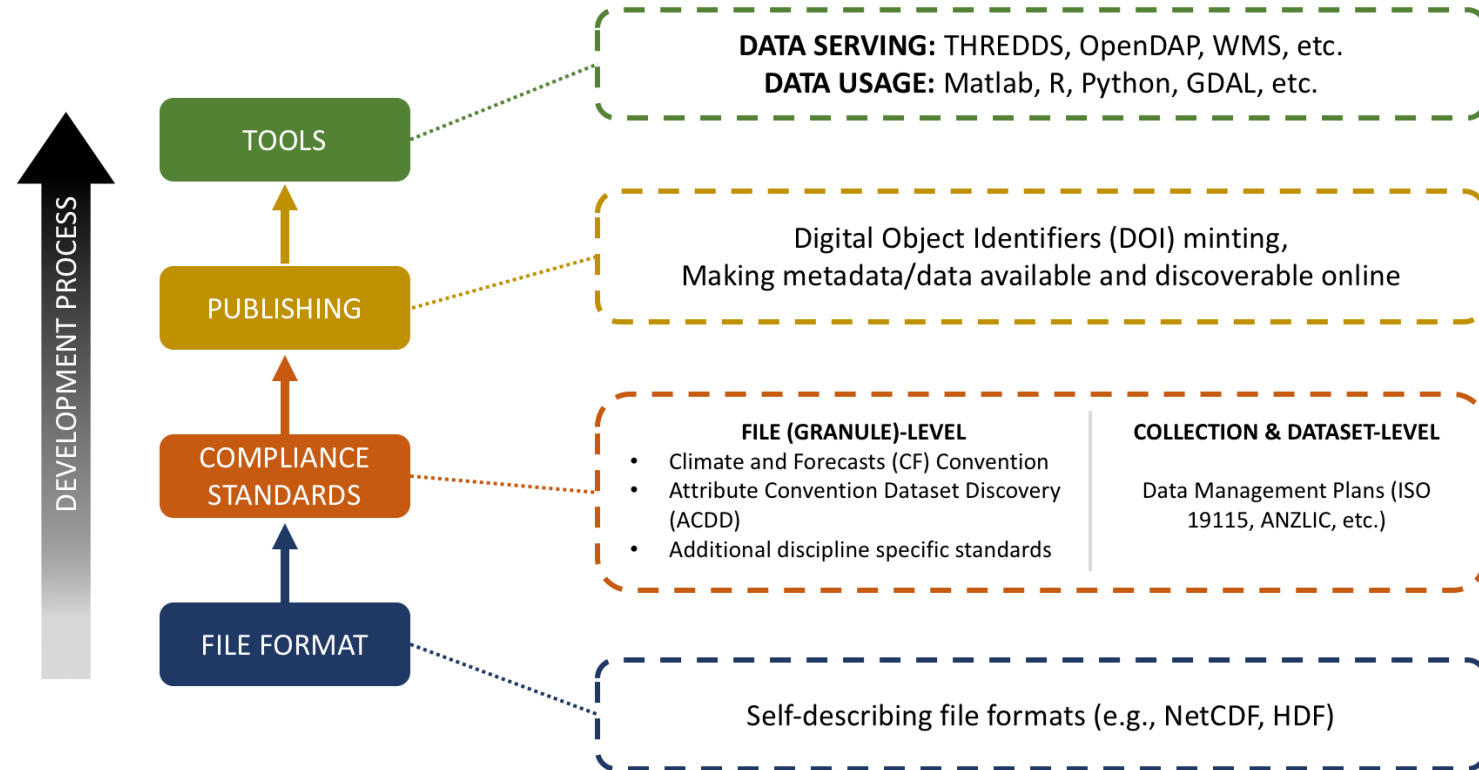 DATA SERVING: THREDDS, OpenDAP, WMS, etc.
DATA USAGE: Matlab, R, Python, GDAL, etc.
TOOLS
DEVELOPMENT PROCESS
Digital Object Identifiers (DOI) minting,
Making metadata/data available and discoverable online
PUBLISHING
COMPLIANCE
STANDARDS
FILE (GRANULE)-LEVEL
• Climate and Forecasts (CF) Convention
• Attribute Convention Dataset Discovery
(ACDD)
• Additional discipline specific standards
COLLECTION & DATASET-LEVEL
Data Management Plans (ISO
19115, ANZLIC, etc.)
FILE FORMAT
Self-describing file formats (e.g., NetCDF, HDF)